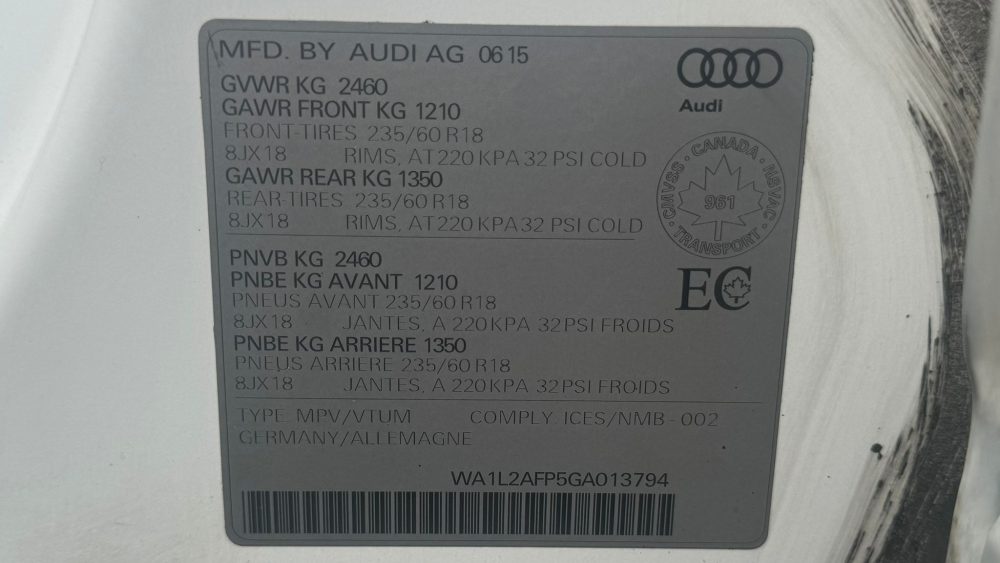 MFD. BY AUDI AG 06 15
GVWR KG 2460
GAWR FRONT KG 1210
FRONT-TIRES 235/60 R18
8JX18 RIMS, AT 220 KPA 32 PSI COLD
GAWR REAR KG 1350
REAR-TIRES 235/60 R18
8JX18 RIMS, AT 220 KPA 32 PSI COLD
Audi
CMVSS · CANADA · NSVAC
961
TRANSPORT
PNVB KG 2460
PNBE KG AVANT 1210
PNEUS AVANT 235/60 R18
8JX18 JANTES, A 220 KPA 32 PSI FROIDS
PNBE KG ARRIERE 1350
PNEUS ARRIERE 235/60 R18
8JX18 JANTES, A 220 KPA 32 PSI FROIDS
EC
TYPE: MPV/VTUM COMPLY: ICES/NMB - 002
GERMANY/ALLEMAGNE
WA1L2AFP5GA013794